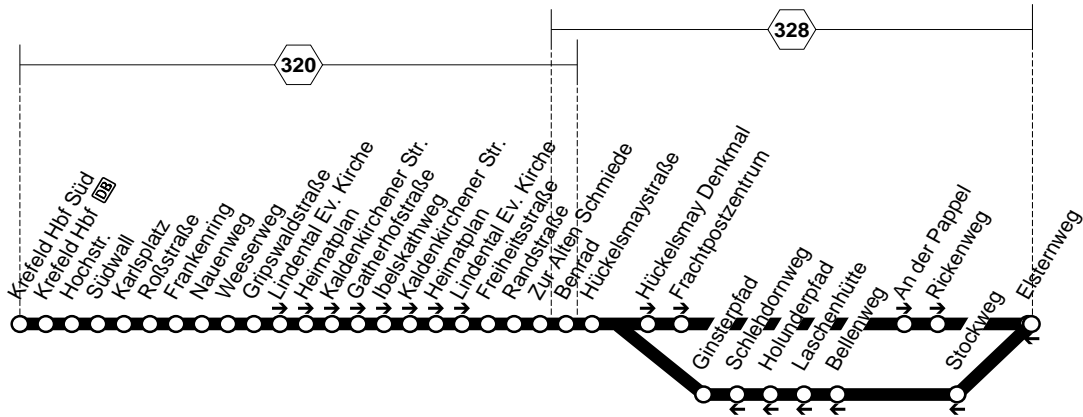 328
320
Krefeld Hbf Süd
Krefeld Hbf DB
Hochstr.
Südwall
Karlsplatz
Roßstraße
Frankenring
Nauenweg
Weeserweg
Gripswaldstraße
Lindental Ev. Kirche
Heimatplan
Kaldenkirchener Str.
Gatherhofstraße
Ibelskathweg
Kaldenkirchener Str.
Heimatplan
Lindental Ev. Kirche
Freiheitsstraße
Randstraße
Zur Alten Schmiede
Benrad
Hückelsmaystraße
Hückelsmay Denkmal
Frachtpostzentrum
Ginsterpfad
Schlehdornweg
Holunderpfad
Laschenhütte
Bellenweg
An der Pappel
Rickenweg
Stockweg
Elsternweg